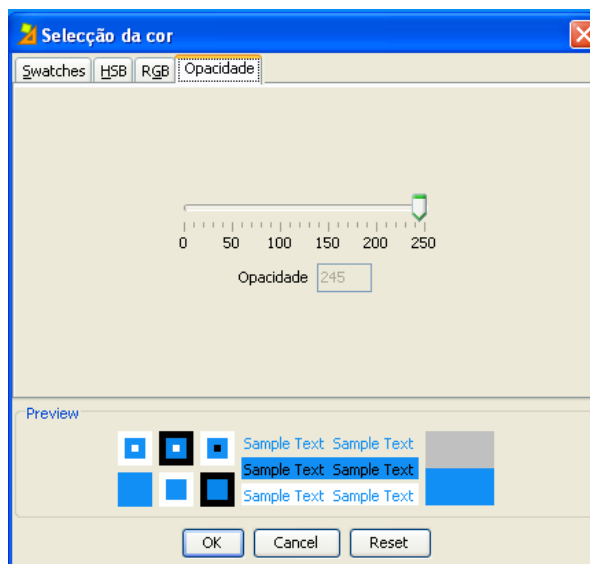 Selecção da cor
Swatches HSB RGB Opacidade
0 50 100 150 200 250
Opacidade 245
Preview
Sample Text Sample Text
Sample Text Sample Text
Sample Text Sample Text
OK Cancel Reset